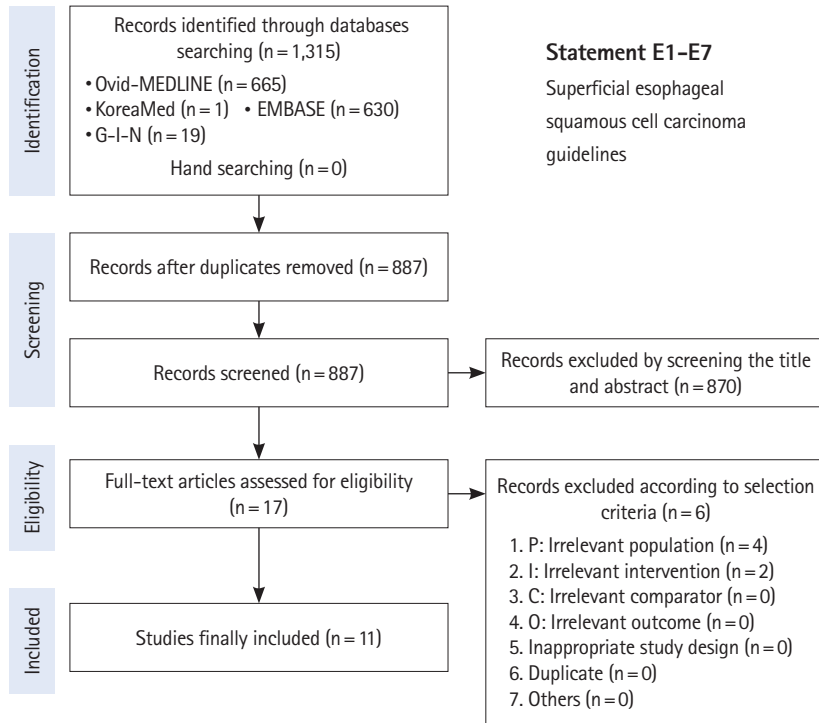 Identification
Records identified through databases
searching (n=1,315)
• Ovid-MEDLINE (n=665)
• KoreaMed (n=1) • EMBASE (n=630)
• G-I-N (n=19)
Hand searching (n=0)
Statement E1-E7
Superficial esophageal
squamous cell carcinoma
guidelines
Screening
Records after duplicates removed (n=887)
Records screened (n=887)
Records excluded by screening the title
and abstract (n=870)
Eligibility
Full-text articles assessed for eligibility
(n=17)
Records excluded according to selection
criteria (n=6)
1. P: Irrelevant population (n=4)
2. I: Irrelevant intervention (n=2)
3. C: Irrelevant comparator (n=0)
4. O: Irrelevant outcome (n=0)
5. Inappropriate study design (n=0)
6. Duplicate (n=0)
7. Others (n=0)
Included
Studies finally included (n=11)